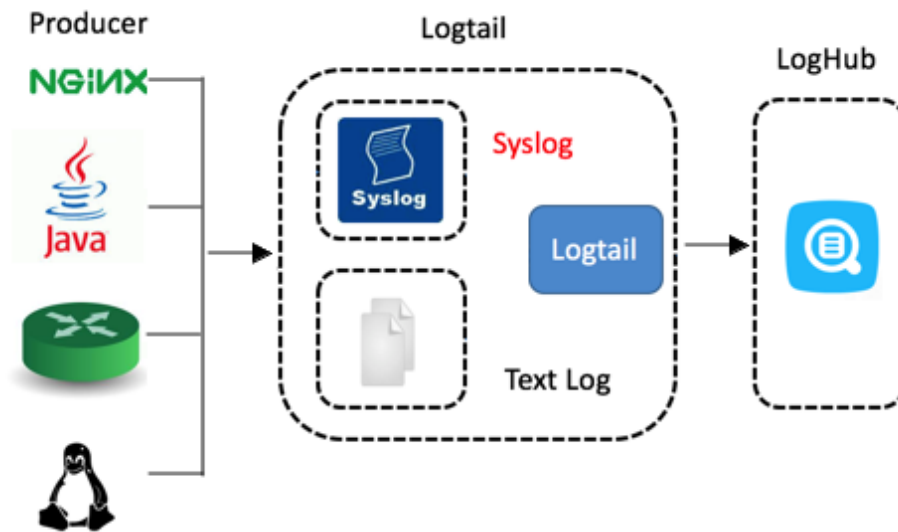 Producer
Logtail
LogHub
NGINX
Syslog
Syslog
Java
Logtail
Text Log